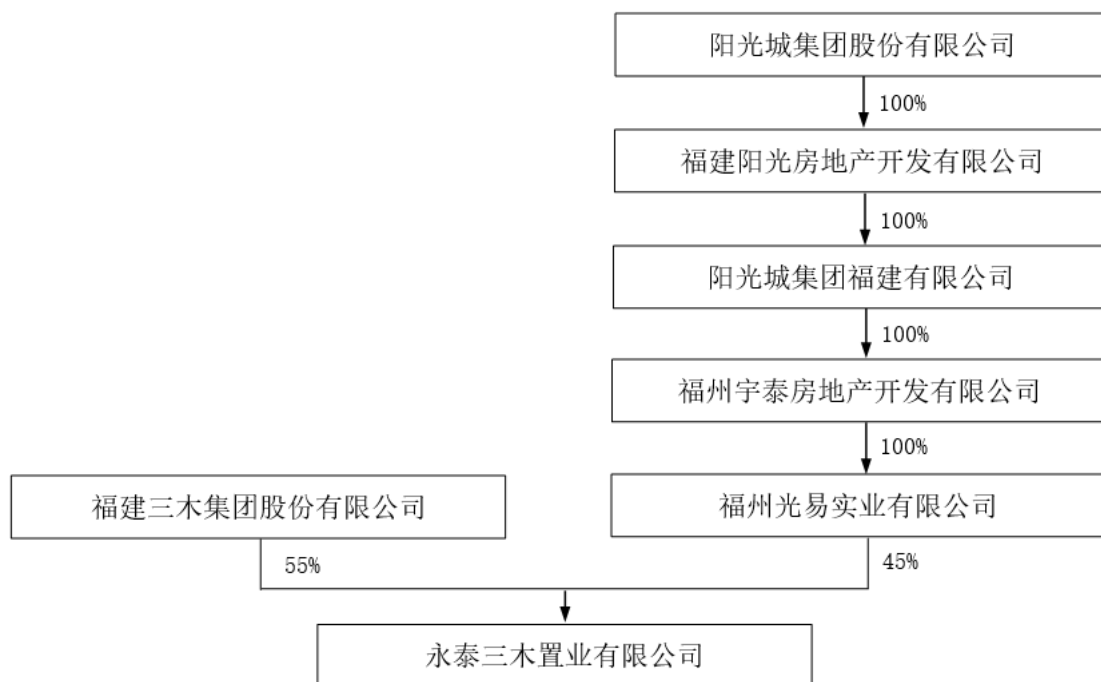 阳光城集团股份有限公司
100%
福建阳光房地产开发有限公司
100%
阳光城集团福建有限公司
100%
福州宇泰房地产开发有限公司
100%
福建三木集团股份有限公司
福州光易实业有限公司
55%
45%
永泰三木置业有限公司